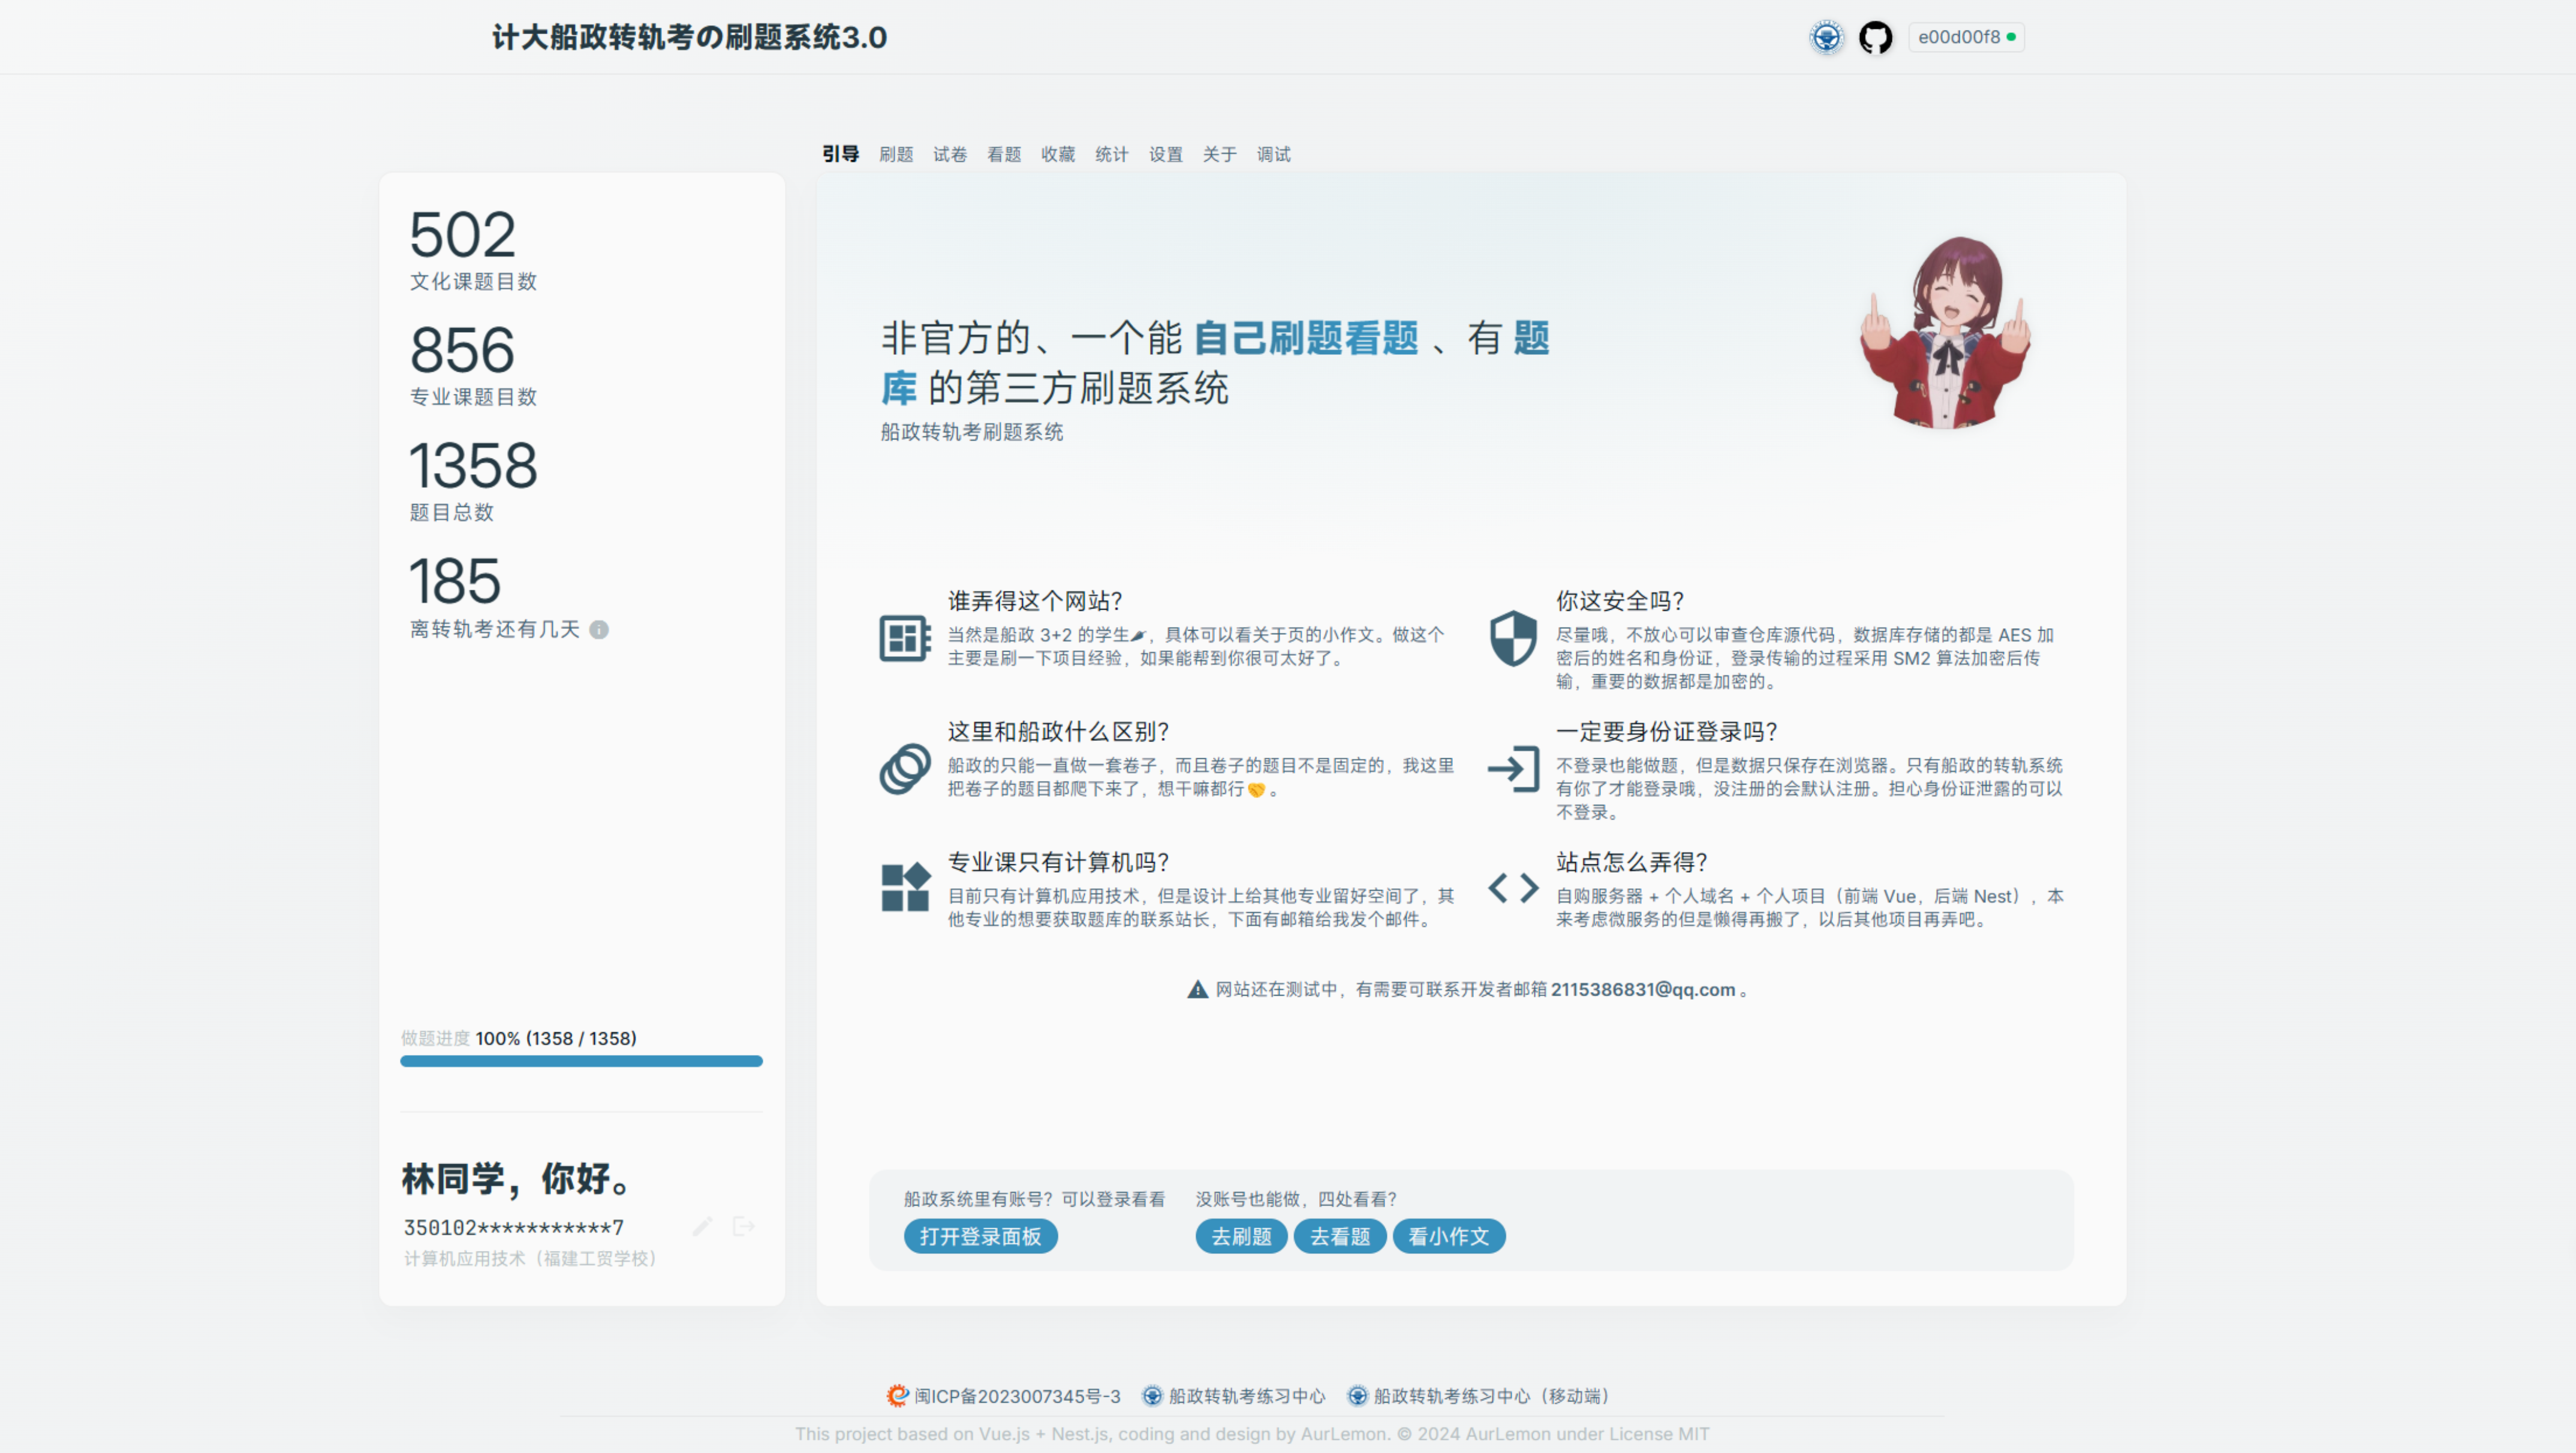 计大船政转轨考の刷题系统3.0
e00d00f8
引导 刷题 试卷 看题 收藏 统计 设置 关于 调试
502
文化课题目数
856
专业课题目数
1358
题目总数
185
离转轨考还有几天
做题进度 100% (1358 / 1358)
林同学，你好。
350102***********7
计算机应用技术（福建工贸学校）
非官方的、一个能 自己刷题看题 、有 题
库 的第三方刷题系统
船政转轨考刷题系统
谁弄得这个网站？
当然是船政 3+2 的学生🌶，具体可以看关于页的小作文。做这个
主要是刷一下项目经验，如果能帮到你很可太好了。
你这安全吗？
尽量哦，不放心可以审查仓库源代码，数据库存储的都是 AES 加
密后的姓名和身份证，登录传输的过程采用 SM2 算法加密后传
输，重要的数据都是加密的。
这里和船政什么区别？
船政的只能一直做一套卷子，而且卷子的题目不是固定的，我这里
把卷子的题目都爬下来了，想干嘛都行🤝 。
一定要身份证登录吗？
不登录也能做题，但是数据只保存在浏览器。只有船政的转轨系统
有你了才能登录哦，没注册的会默认注册。担心身份证泄露的可以
不登录。
专业课只有计算机吗？
目前只有计算机应用技术，但是设计上给其他专业留好空间了，其
他专业的想要获取题库的联系站长，下面有邮箱给我发个邮件。
站点怎么弄得？
自购服务器 + 个人域名 + 个人项目（前端 Vue，后端 Nest），本
来考虑微服务的但是懒得再搬了，以后其他项目再弄吧。
网站还在测试中，有需要可联系开发者邮箱 2115386831@qq.com 。
船政系统里有账号？可以登录看看
打开登录面板
没账号也能做，四处看看？
去刷题 去看题 看小作文
闽ICP备2023007345号-3 船政转轨考练习中心 船政转轨考练习中心（移动端）
This project based on Vue.js + Nest.js, coding and design by AurLemon. © 2024 AurLemon under License MIT